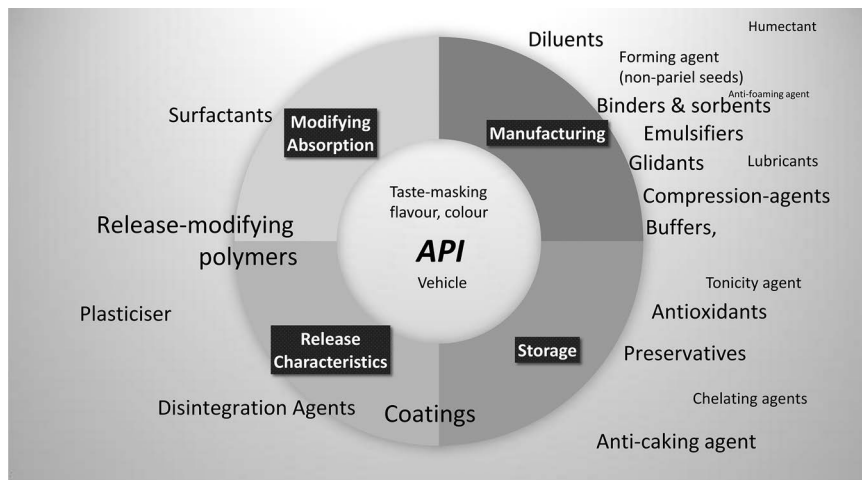 Humectant
Diluents
Forming agent
(non-pariel seeds)
Anti-foaming agent
Binders & sorbents
Surfactants
Modifying
Absorption
Manufacturing
Emulsifiers
Glidants
Lubricants
Taste-masking
flavour, colour
Compression-agents
Release-modifying
polymers
Buffers,
API
Vehicle
Tonicity agent
Plasticiser
Antioxidants
Release
Characteristics
Storage
Preservatives
Chelating agents
Disintegration Agents
Coatings
Anti-caking agent